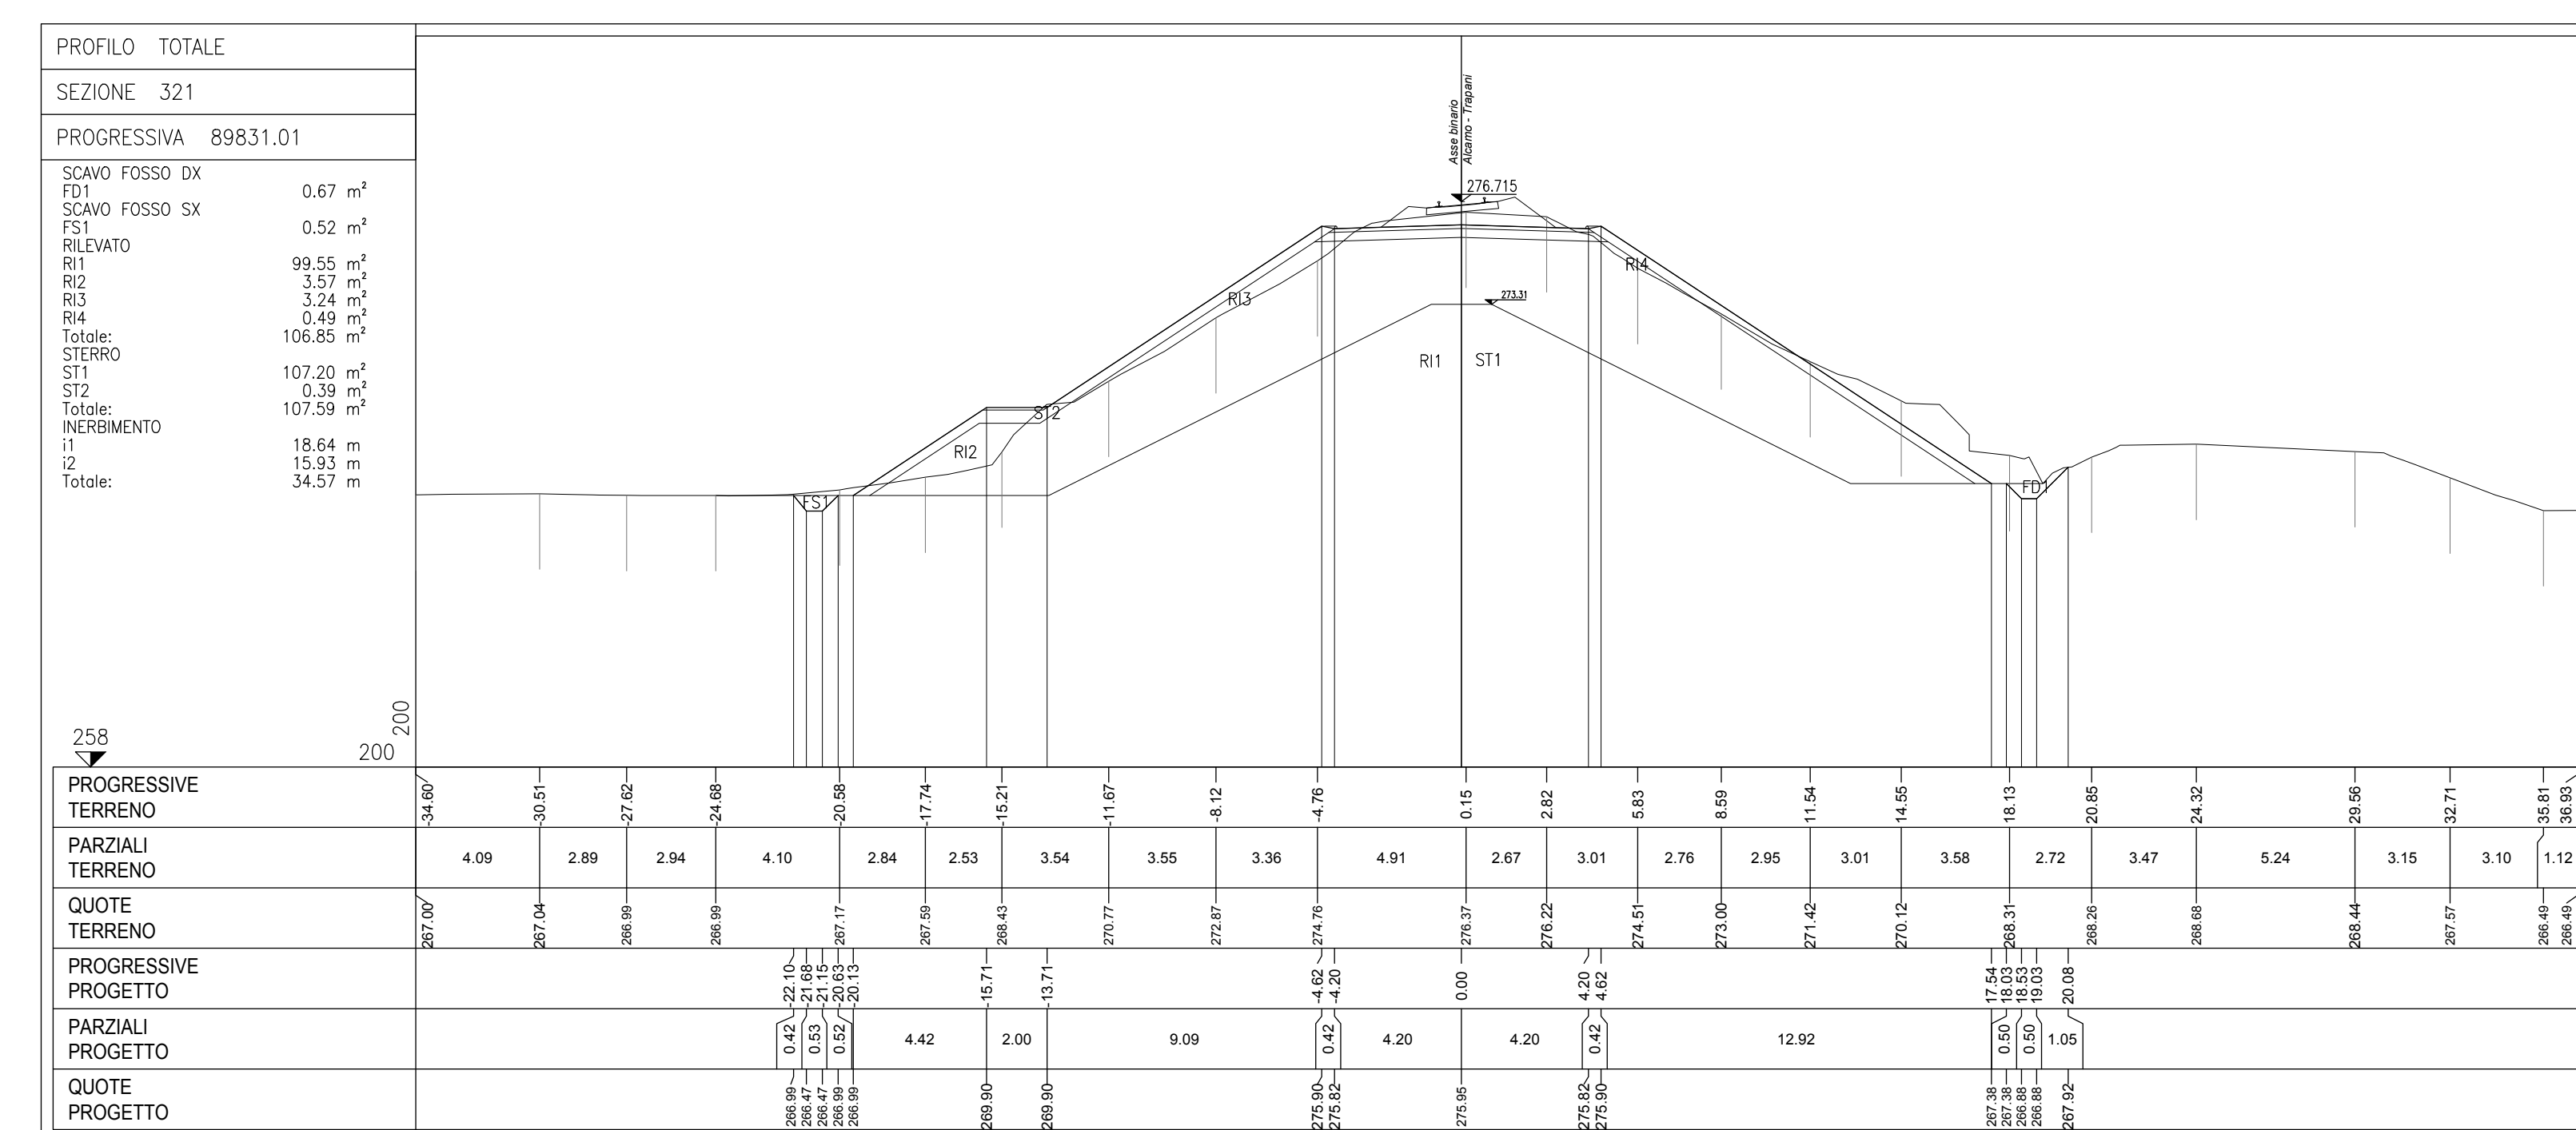 PROFILO TOTALE
SEZIONE 321
PROGRESSIVA 89831.01
SCAVO FOSSO DX
FD1 0.67 m²
SCAVO FOSSO SX
FS1 0.52 m²
RILEVATO
RI1 99.55 m²
RI2 3.57 m²
RI3 3.24 m²
RI4 0.49 m²
Totale: 106.85 m²
STERRO
ST1 107.20 m²
ST2 0.39 m²
Totale: 107.59 m²
INERBIMENTO
i1 18.64 m
i2 15.93 m
Totale: 34.57 m
200
258
200
Asse binario
Alcamo - Trapani
276.715
RI4
273.31
RI3
RI1 ST1
ST2
RI2
FS1
FD1
PROGRESSIVE
TERRENO
-34.60 -30.51 -27.62 -24.68 -20.58 -17.74 -15.21 -11.67 -8.12 -4.76 0.15 2.82 5.83 8.59 11.54 14.55 18.13 20.85 24.32 29.56 32.71 35.81 36.93
PARZIALI
TERRENO
4.09 2.89 2.94 4.10 2.84 2.53 3.54 3.55 3.36 4.91 2.67 3.01 2.76 2.95 3.01 3.58 2.72 3.47 5.24 3.15 3.10 1.12
QUOTE
TERRENO
267.00 267.04 266.99 266.99 267.17 267.59 268.43 270.77 272.87 274.76 276.37 276.22 274.51 273.00 271.42 270.12 268.31 268.26 268.68 268.44 267.57 266.49 266.49
PROGRESSIVE
PROGETTO
-22.10 -21.68 -21.15 -20.63 -20.13 -15.71 -13.71 -4.62 -4.20 0.00 4.20 4.62 17.54 18.03 18.53 19.03 20.08
PARZIALI
PROGETTO
0.42 0.53 0.52 4.42 2.00 9.09 0.42 4.20 4.20 0.42 12.92 0.50 0.50 1.05
QUOTE
PROGETTO
266.99 266.47 266.47 266.99 266.99 269.90 269.90 275.90 275.82 275.95 275.82 275.90 267.38 267.38 266.88 266.88 267.92